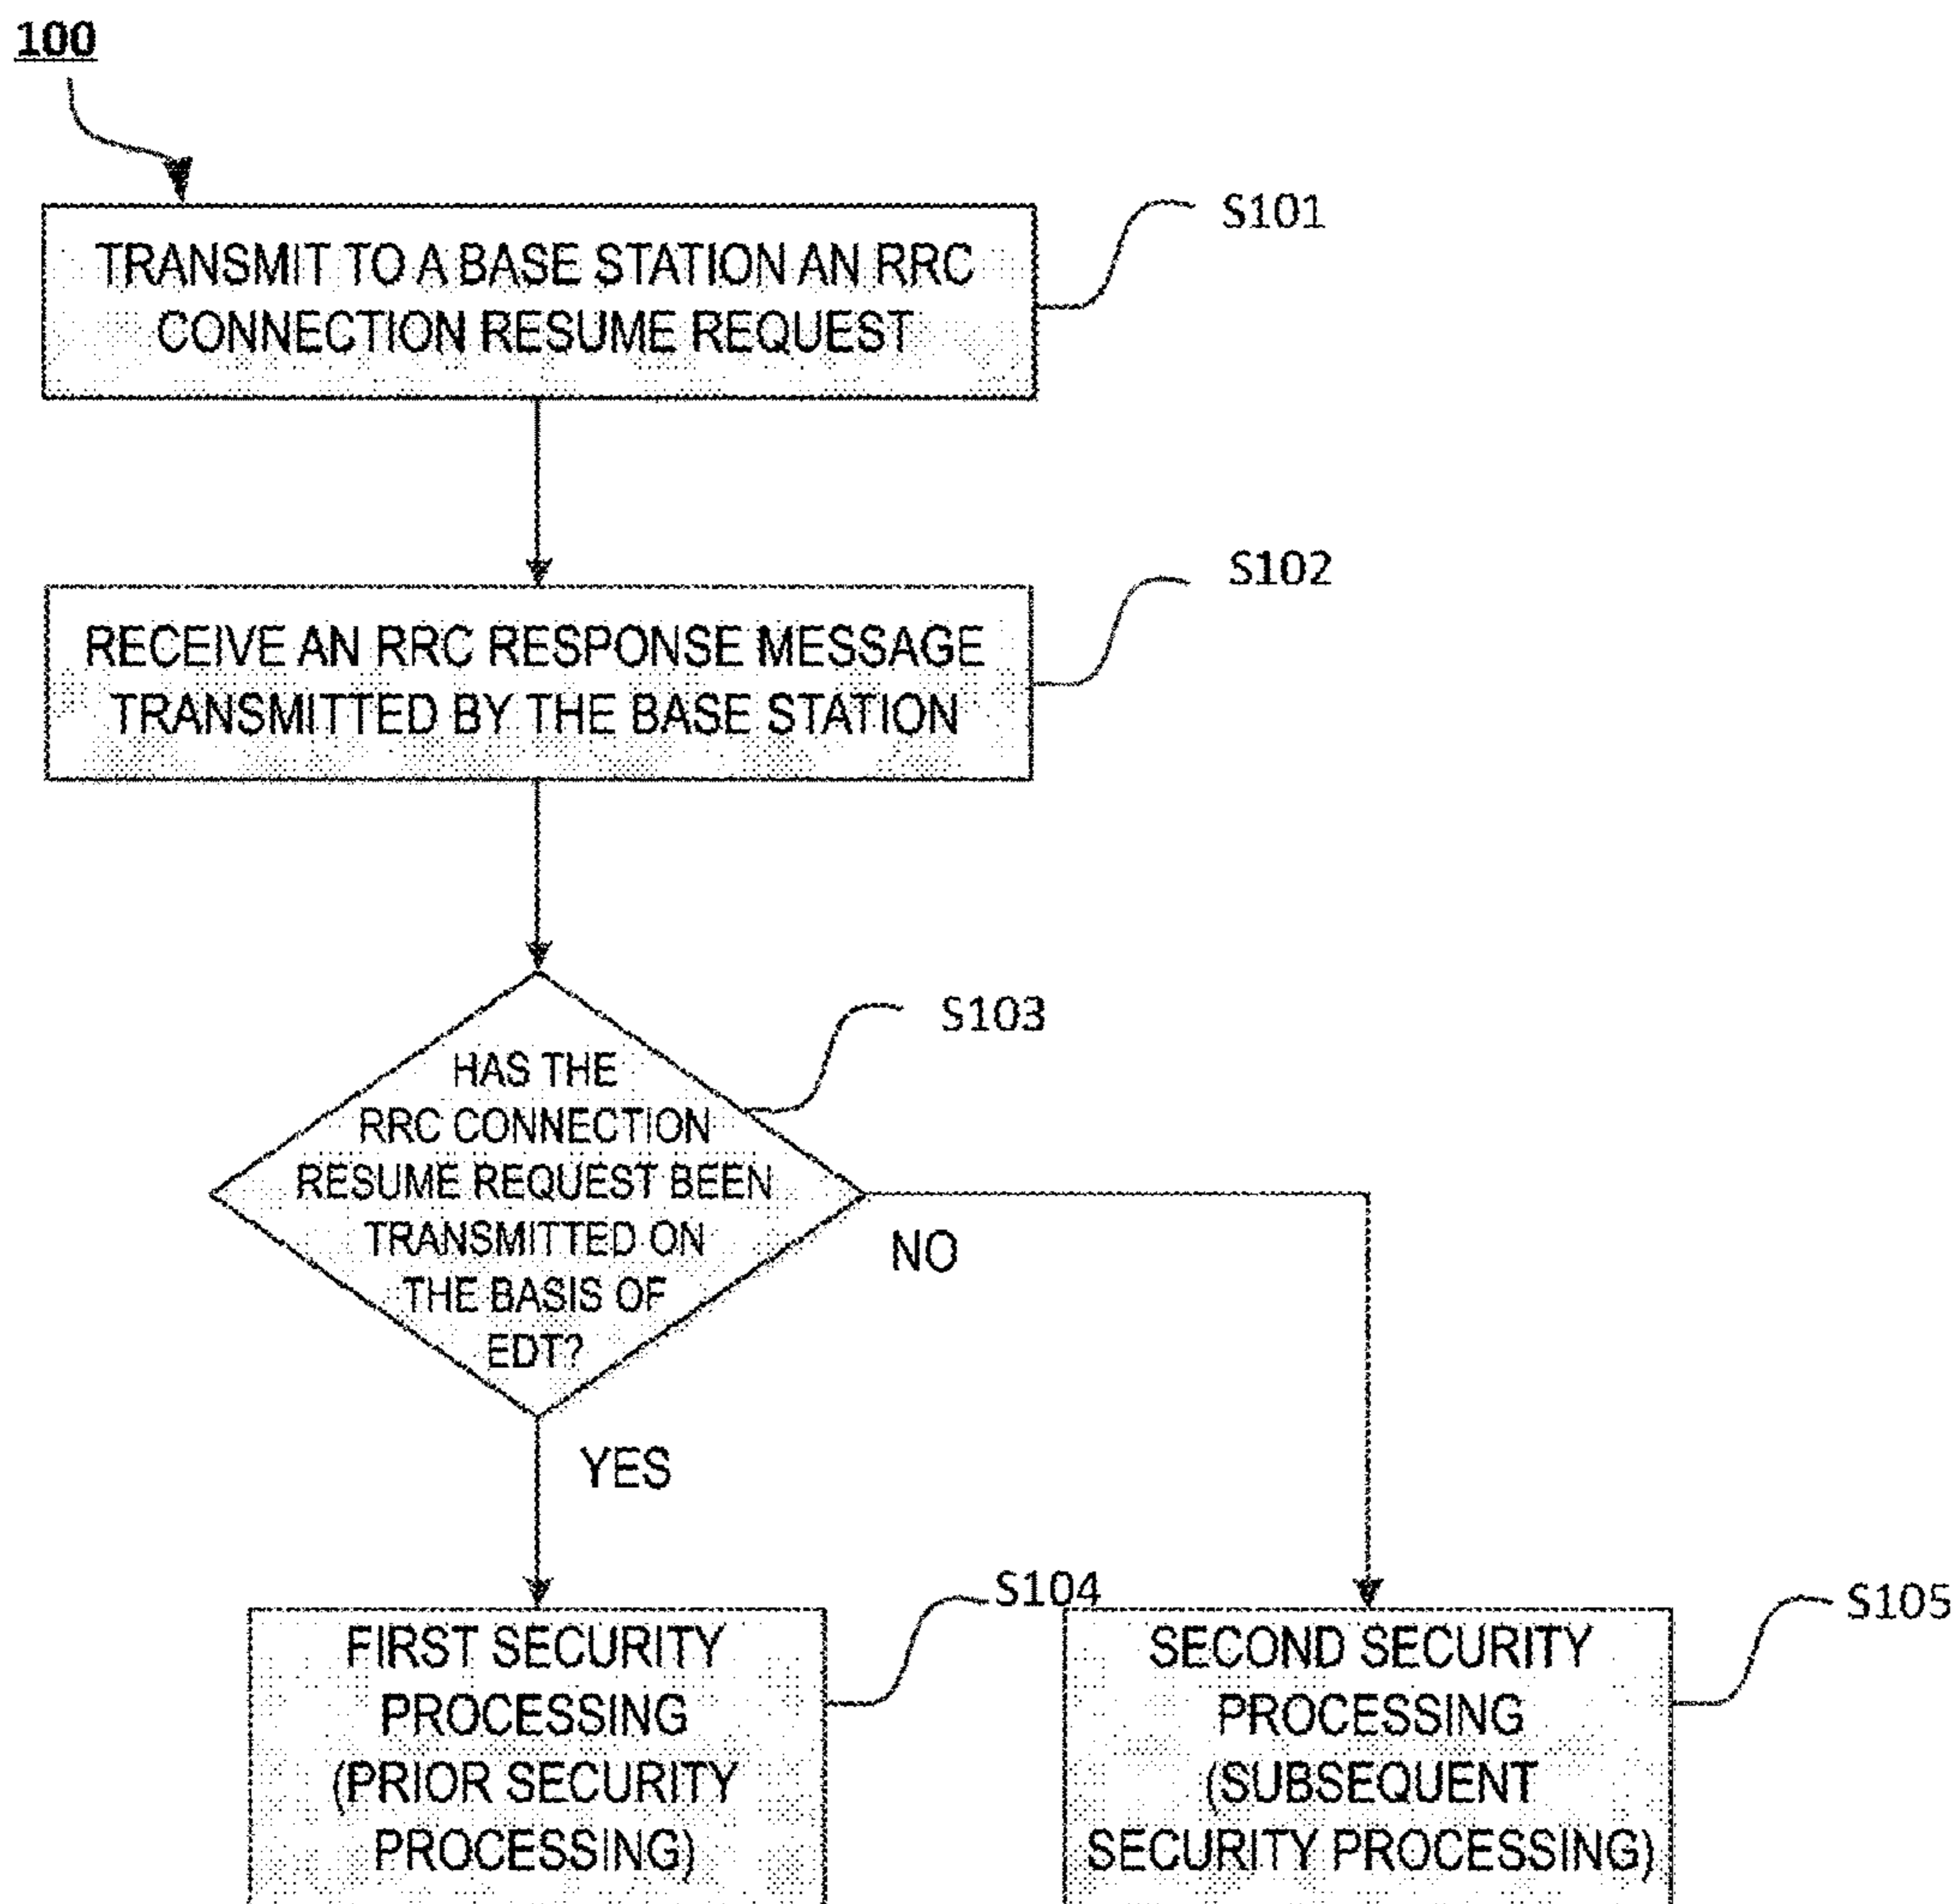 100
TRANSMIT TO A BASE STATION AN RRC
CONNECTION RESUME REQUEST
S101
RECEIVE AN RRC RESPONSE MESSAGE
TRANSMITTED BY THE BASE STATION
S102
HAS THE
RRC CONNECTION
RESUME REQUEST BEEN
TRANSMITTED ON
THE BASIS OF
EDT?
S103
NO
YES
FIRST SECURITY
PROCESSING
(PRIOR SECURITY
PROCESSING)
S104
SECOND SECURITY
PROCESSING
(SUBSEQUENT
SECURITY PROCESSING)
S105